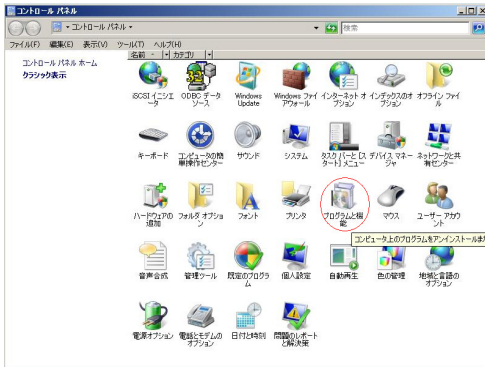 コントロール パネル
コントロール パネル
検索
ファイル(F) 編集(E) 表示(V) ツール(T) ヘルプ(H)
コントロール パネル ホーム
クラシック表示
名前 カテゴリ
iSCSI イニシエ
ータ
ODBC データ
ソース
Windows
Update
Windows ファイ
アウォール
インターネット オ
プション
インデックスのオ
プション
オフライン ファイ
ル
キーボード
コンピュータの簡
単操作センター
サウンド
システム
タスク バーと [ス
タート] メニュー
デバイス マネー
ジャ
ネットワークと共
有センター
ハードウェアの
追加
フォルダ オプショ
ン
フォント
プリンタ
プログラムと機
能
マウス
ユーザー アカウ
ント
コンピュータ上のプログラムをアンインストールま
音声合成
管理ツール
既定のプログラ
ム
個人設定
自動再生
色の管理
地域と言語の
オプション
電源オプション
電話とモデムの
オプション
日付と時刻
問題のレポート
と解決策